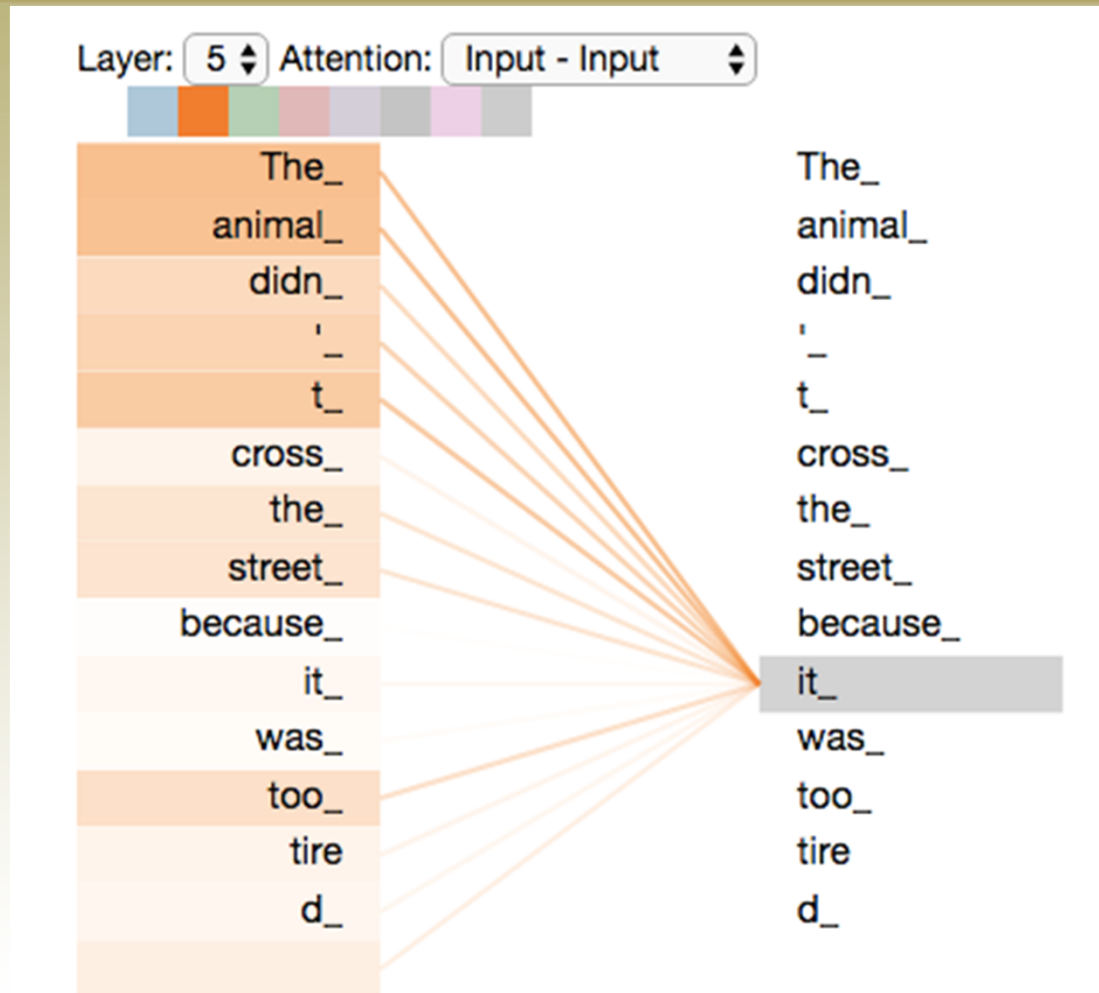 Layer: 5 Attention: Input - Input
The_ The_
animal_ animal_
didn_ didn_
'_ '_
t_ t_
cross_ cross_
the_ the_
street_ street_
because_ because_
it_ it_
was_ was_
too_ too_
tire tire
d_ d_